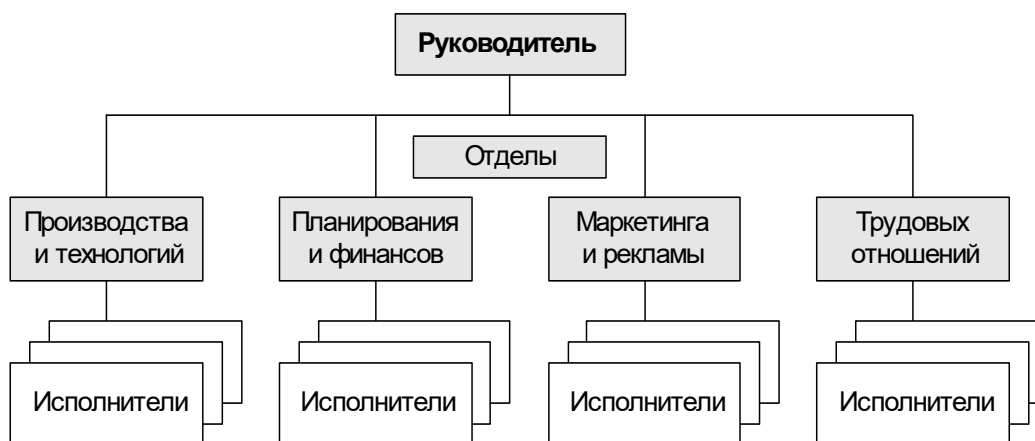 Руководитель
Отделы
Производства
и технологий
Планирования
и финансов
Маркетинга
и рекламы
Трудовых
отношений
Исполнители
Исполнители
Исполнители
Исполнители